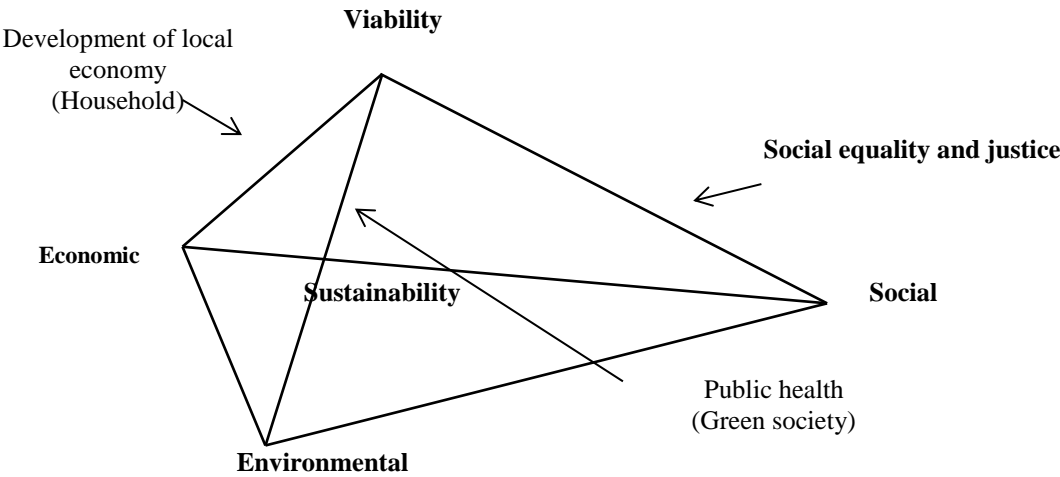 Viability
Development of local
economy
(Household)
Social equality and justice
Economic
Sustainability
Social
Public health
(Green society)
Environmental